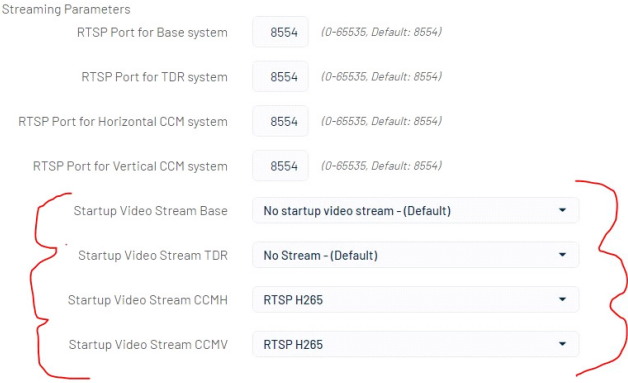 Streaming Parameters
RTSP Port for Base system 8554 (0-65535, Default: 8554)
RTSP Port for TDR system 8554 (0-65535, Default: 8554)
RTSP Port for Horizontal CCM system 8554 (0-65535, Default: 8554)
RTSP Port for Vertical CCM system 8554 (0-65535, Default: 8554)
Startup Video Stream Base No startup video stream - (Default)
Startup Video Stream TDR No Stream - (Default)
Startup Video Stream CCMH RTSP H265
Startup Video Stream CCMV RTSP H265